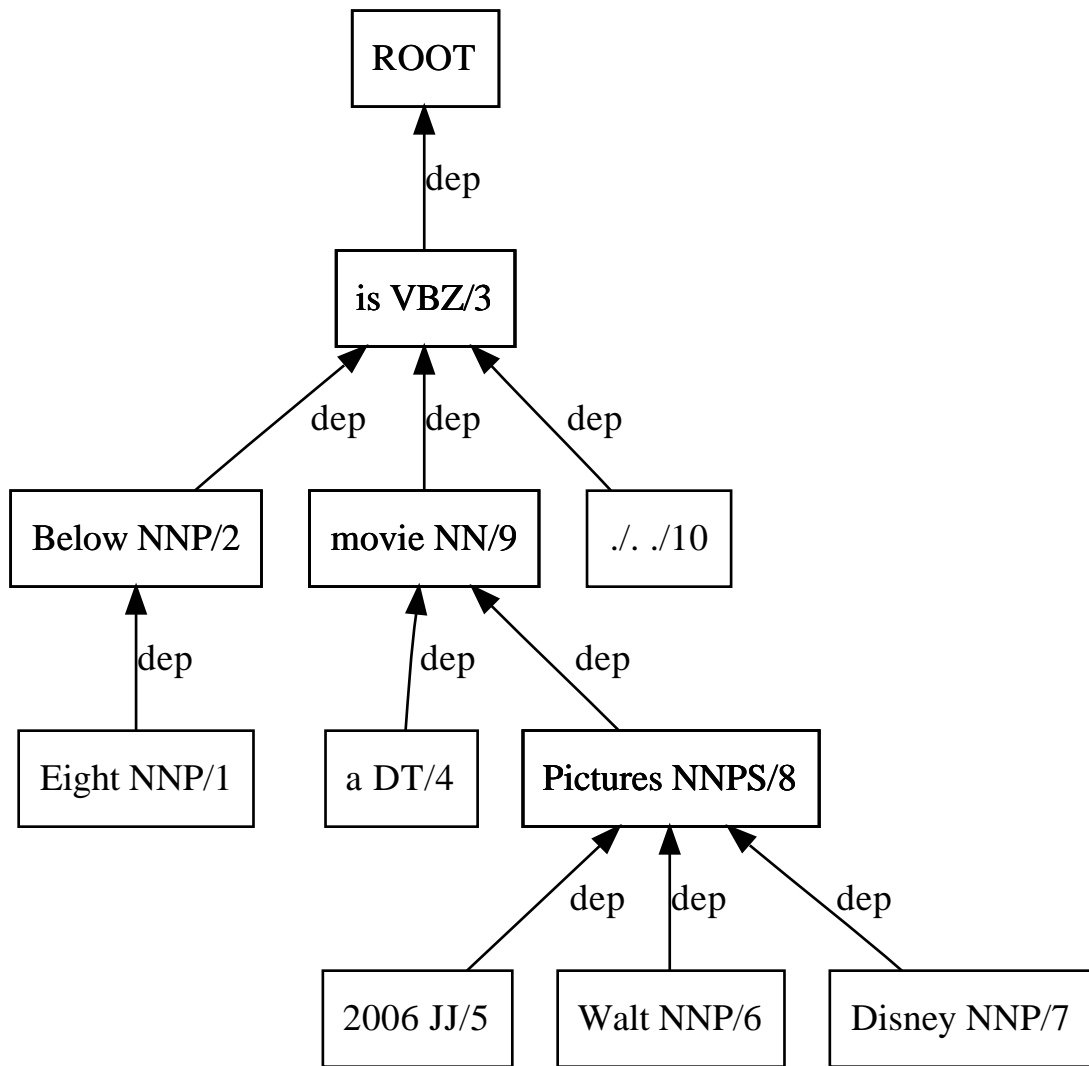 ROOT
dep
is VBZ/3
dep dep dep
Below NNP/2 movie NN/9 ./. ./10
dep dep dep
Eight NNP/1 a DT/4 Pictures NNPS/8
dep dep dep
2006 JJ/5 Walt NNP/6 Disney NNP/7